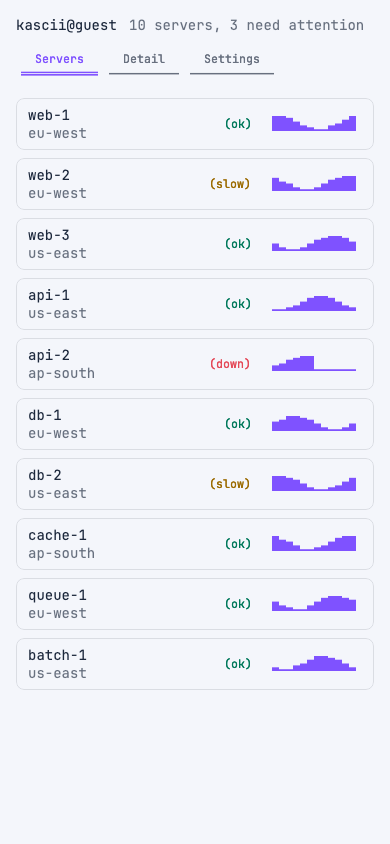 kascii@guest 10 servers, 3 need attention
Servers Detail Settings
web-1
eu-west
(ok)
web-2
eu-west
(slow)
web-3
us-east
(ok)
api-1
us-east
(ok)
api-2
ap-south
(down)
db-1
eu-west
(ok)
db-2
us-east
(slow)
cache-1
ap-south
(ok)
queue-1
eu-west
(ok)
batch-1
us-east
(ok)